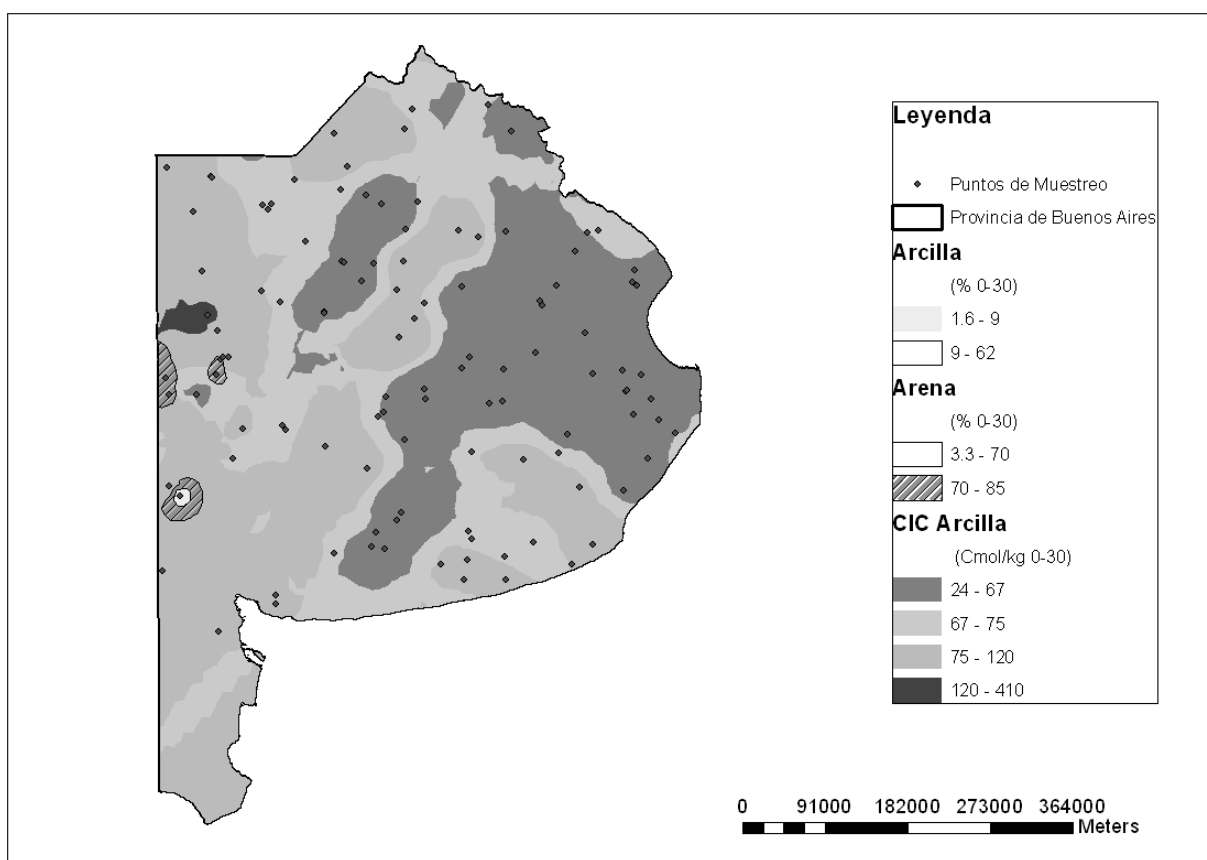 Leyenda
Puntos de Muestreo
Provincia de Buenos Aires
Arcilla
(% 0-30)
1.6 - 9
9 - 62
Arena
(% 0-30)
3.3 - 70
70 - 85
CIC Arcilla
(Cmol/kg 0-30)
24 - 67
67 - 75
75 - 120
120 - 410
0 91000 182000 273000 364000
Meters